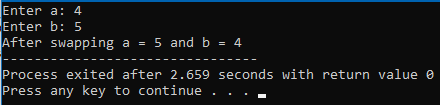 Enter a: 4
Enter b: 5
After swapping a = 5 and b = 4
--------------------------------
Process exited after 2.659 seconds with return value 0
Press any key to continue . . .